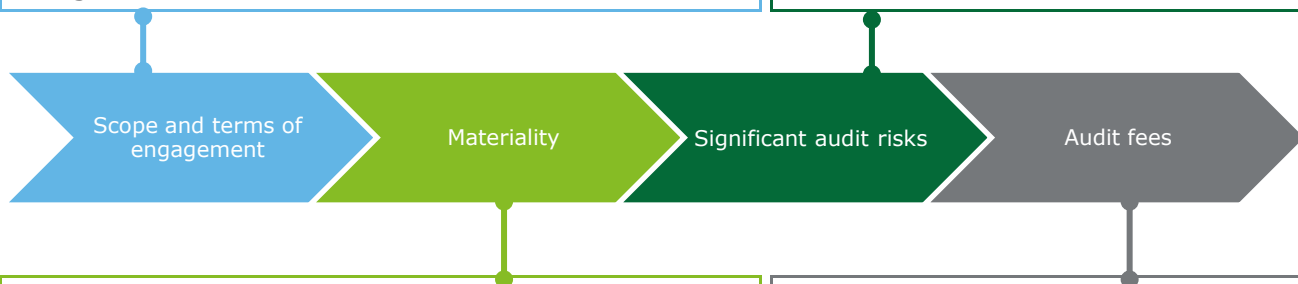 Scope and terms of
engagement
Materiality
Significant audit risks
Audit fees